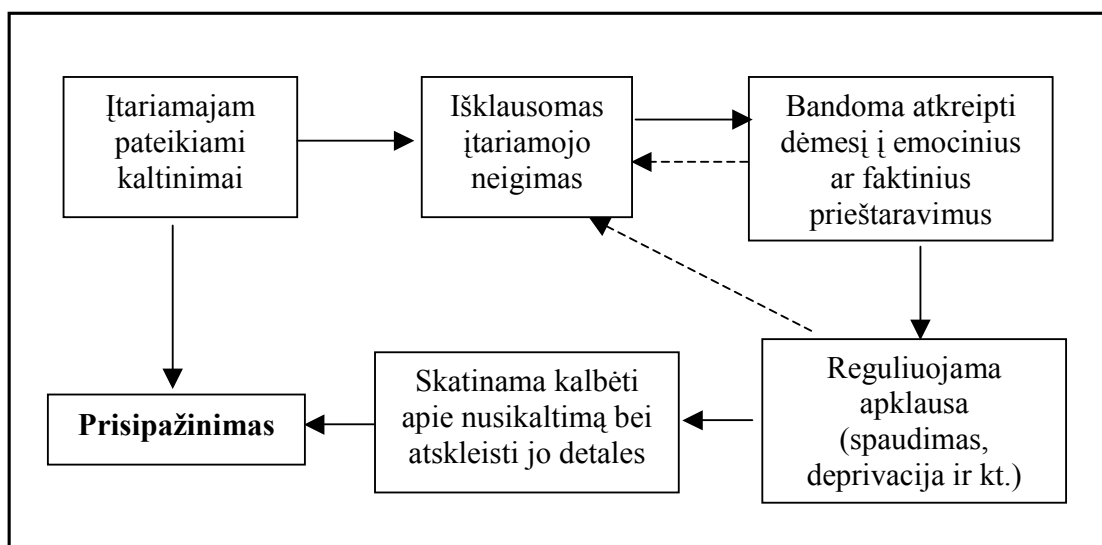 Įtariamajam
pateikiami
kaltinimai
Išklausomas
įtariamojo
neigimas
Bandoma atkreipti
dėmesį į emocinius
ar faktinius
prieštaravimus
Reguliuojama
apklausa
(spaudimas,
deprivacija ir kt.)
Skatinama kalbėti
apie nusikaltimą bei
atskleisti jo detales
Prisipažinimas